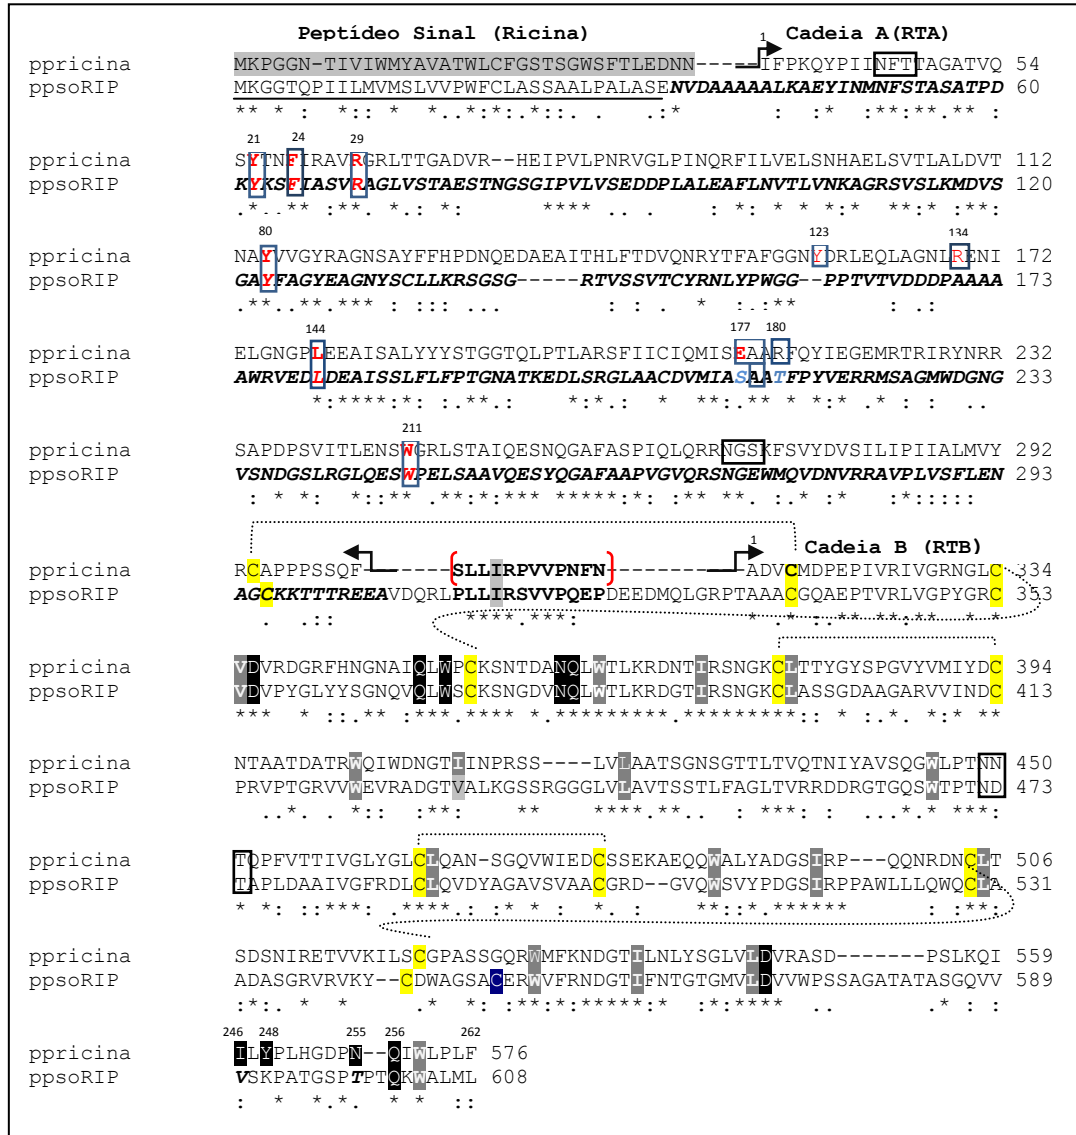 Peptídeo Sinal (Ricina) 1 Cadeia A(RTA)
ppricina MKPGGN-TIVIWMYAVATWLCFGSTSGWSFTLEDNN-----IFPKQYPIINFTTAGATVQ 54
ppsoRIP MKGGTQPIILMVMSLVVPWFCLASSAALPALASENVDAAAAALKAEYINMNFSTASATPD 60
21 24 29
ppricina SYTNFIRAVRGRLTTGADVR--HEIPVLPNRVGLPINQRFILVELSNHAELSVTLALDVT 112
ppsoRIP KYKSFIASVRAGLVSTAESTNGSGIPVLVSEDDPLALEAFLNVTLVNKAGRSVSLKMDVS 120
80 123 134
ppricina NAYVVGYRAGNSAYFFHPDNQEDAEAITHLFTDVQNRYTFAFGGNYDRLEQLAGNLRENI 172
ppsoRIP GAYFAGYEAGNYSCLLKRSGSG----RTVSSVTCYRNLYPWGG--PPTVTVDDDPAAAA 173
144 177 180
ppricina ELGNGPLEEAISALYYYSTGGTQLPTLARSFIICIQMISEAARFQYIEGEMRTRIRYNRR 232
ppsoRIP AWRVEDLDEAISSLFLFPTGNATKEDLSRGLAACDVMIASAATFPYVERRMSAGMWDGNG 233
211
ppricina SAPDPSVITLENSWGRLSTAIQESNQGAFASPIQLQRRNGSKFSVYDVSILIPIIALMVY 292
ppsoRIP VSNDGSLRGLQESWPELSAAVQESYQGAFAAPVGVQRSNGEWMQVDNVRRAVPLVSFLEN 293
1 Cadeia B (RTB)
ppricina RCAPPPSSQF-------SLLIRPVVPNFN-----------ADVCMDPEPIVRIVGRNGLC 334
ppsoRIP AGCKKTTTREEAVDQRLPLLIRSVVPQEPDEEDMQLGRPTAAACGQAEPTVRLVGPYGRC 353
ppricina VDVRDGRFHNGNAIQLWPCKSNTDANQLWTLKRDNTIRSNGKCLTTYGYSPGVYVMIYDC 394
ppsoRIP VDVPYGLYYSGNQVQLWSCKSNGDVNQLWTLKRDGTIRSNGKCLASSGDAAGARVVINDC 413
ppricina NTAATDATRWQIWDNGTIINPRSS----LVLAATSGNSGTTLTVQTNIYAVSQGWLPTNN 450
ppsoRIP PRVPTGRVVWEVRADGTVALKGSSRGGGLVLAVTSSTLFAGLTVRRDDRGTGQSWTPTND 473
ppricina TQPFVTTIVGLYGLCLQAN-SGQVWIEDCSSEKAEQQWALYADGSIRP---QQNRDNCLT 506
ppsoRIP TAPLDAAIVGFRDLCLQVDYAGAVSVAACGRD--GVQWSVYPDGSIRPPAWLLLQWQCLA 531
ppricina SDSNIRETVVKILSCGPASSGQRWMFKNDGTILNLYSGLVLDVRASD-------PSLKQI 559
ppsoRIP ADASGRVRVKY--CDWAGSACERWVFRNDGTIFNTGTGMVLDVVWPSSAGATATASGQVV 589
246 248 255 256 262
ppricina ILYPLHGDPN--QIWLPLF 576
ppsoRIP VSKPATGSPTPTQKWALML 608